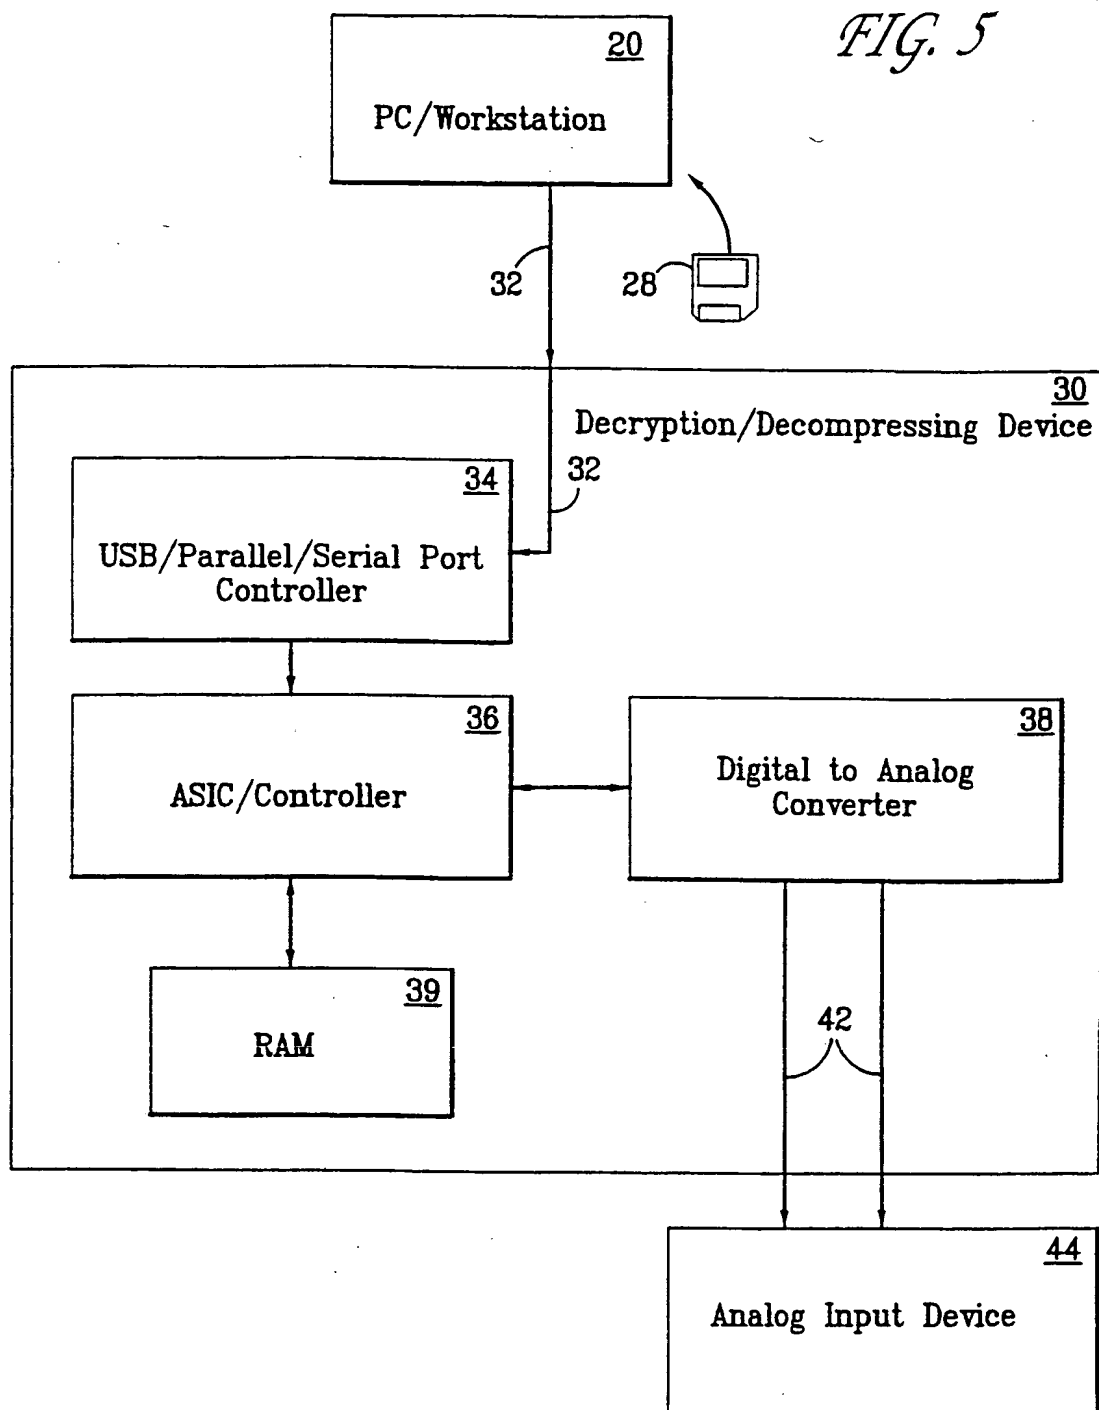 FIG. 5
20
PC/Workstation
32
28
30
Decryption/Decompressing Device
32
34
USB/Parallel/Serial Port
Controller
36
ASIC/Controller
38
Digital to Analog
Converter
39
RAM
42
44
Analog Input Device